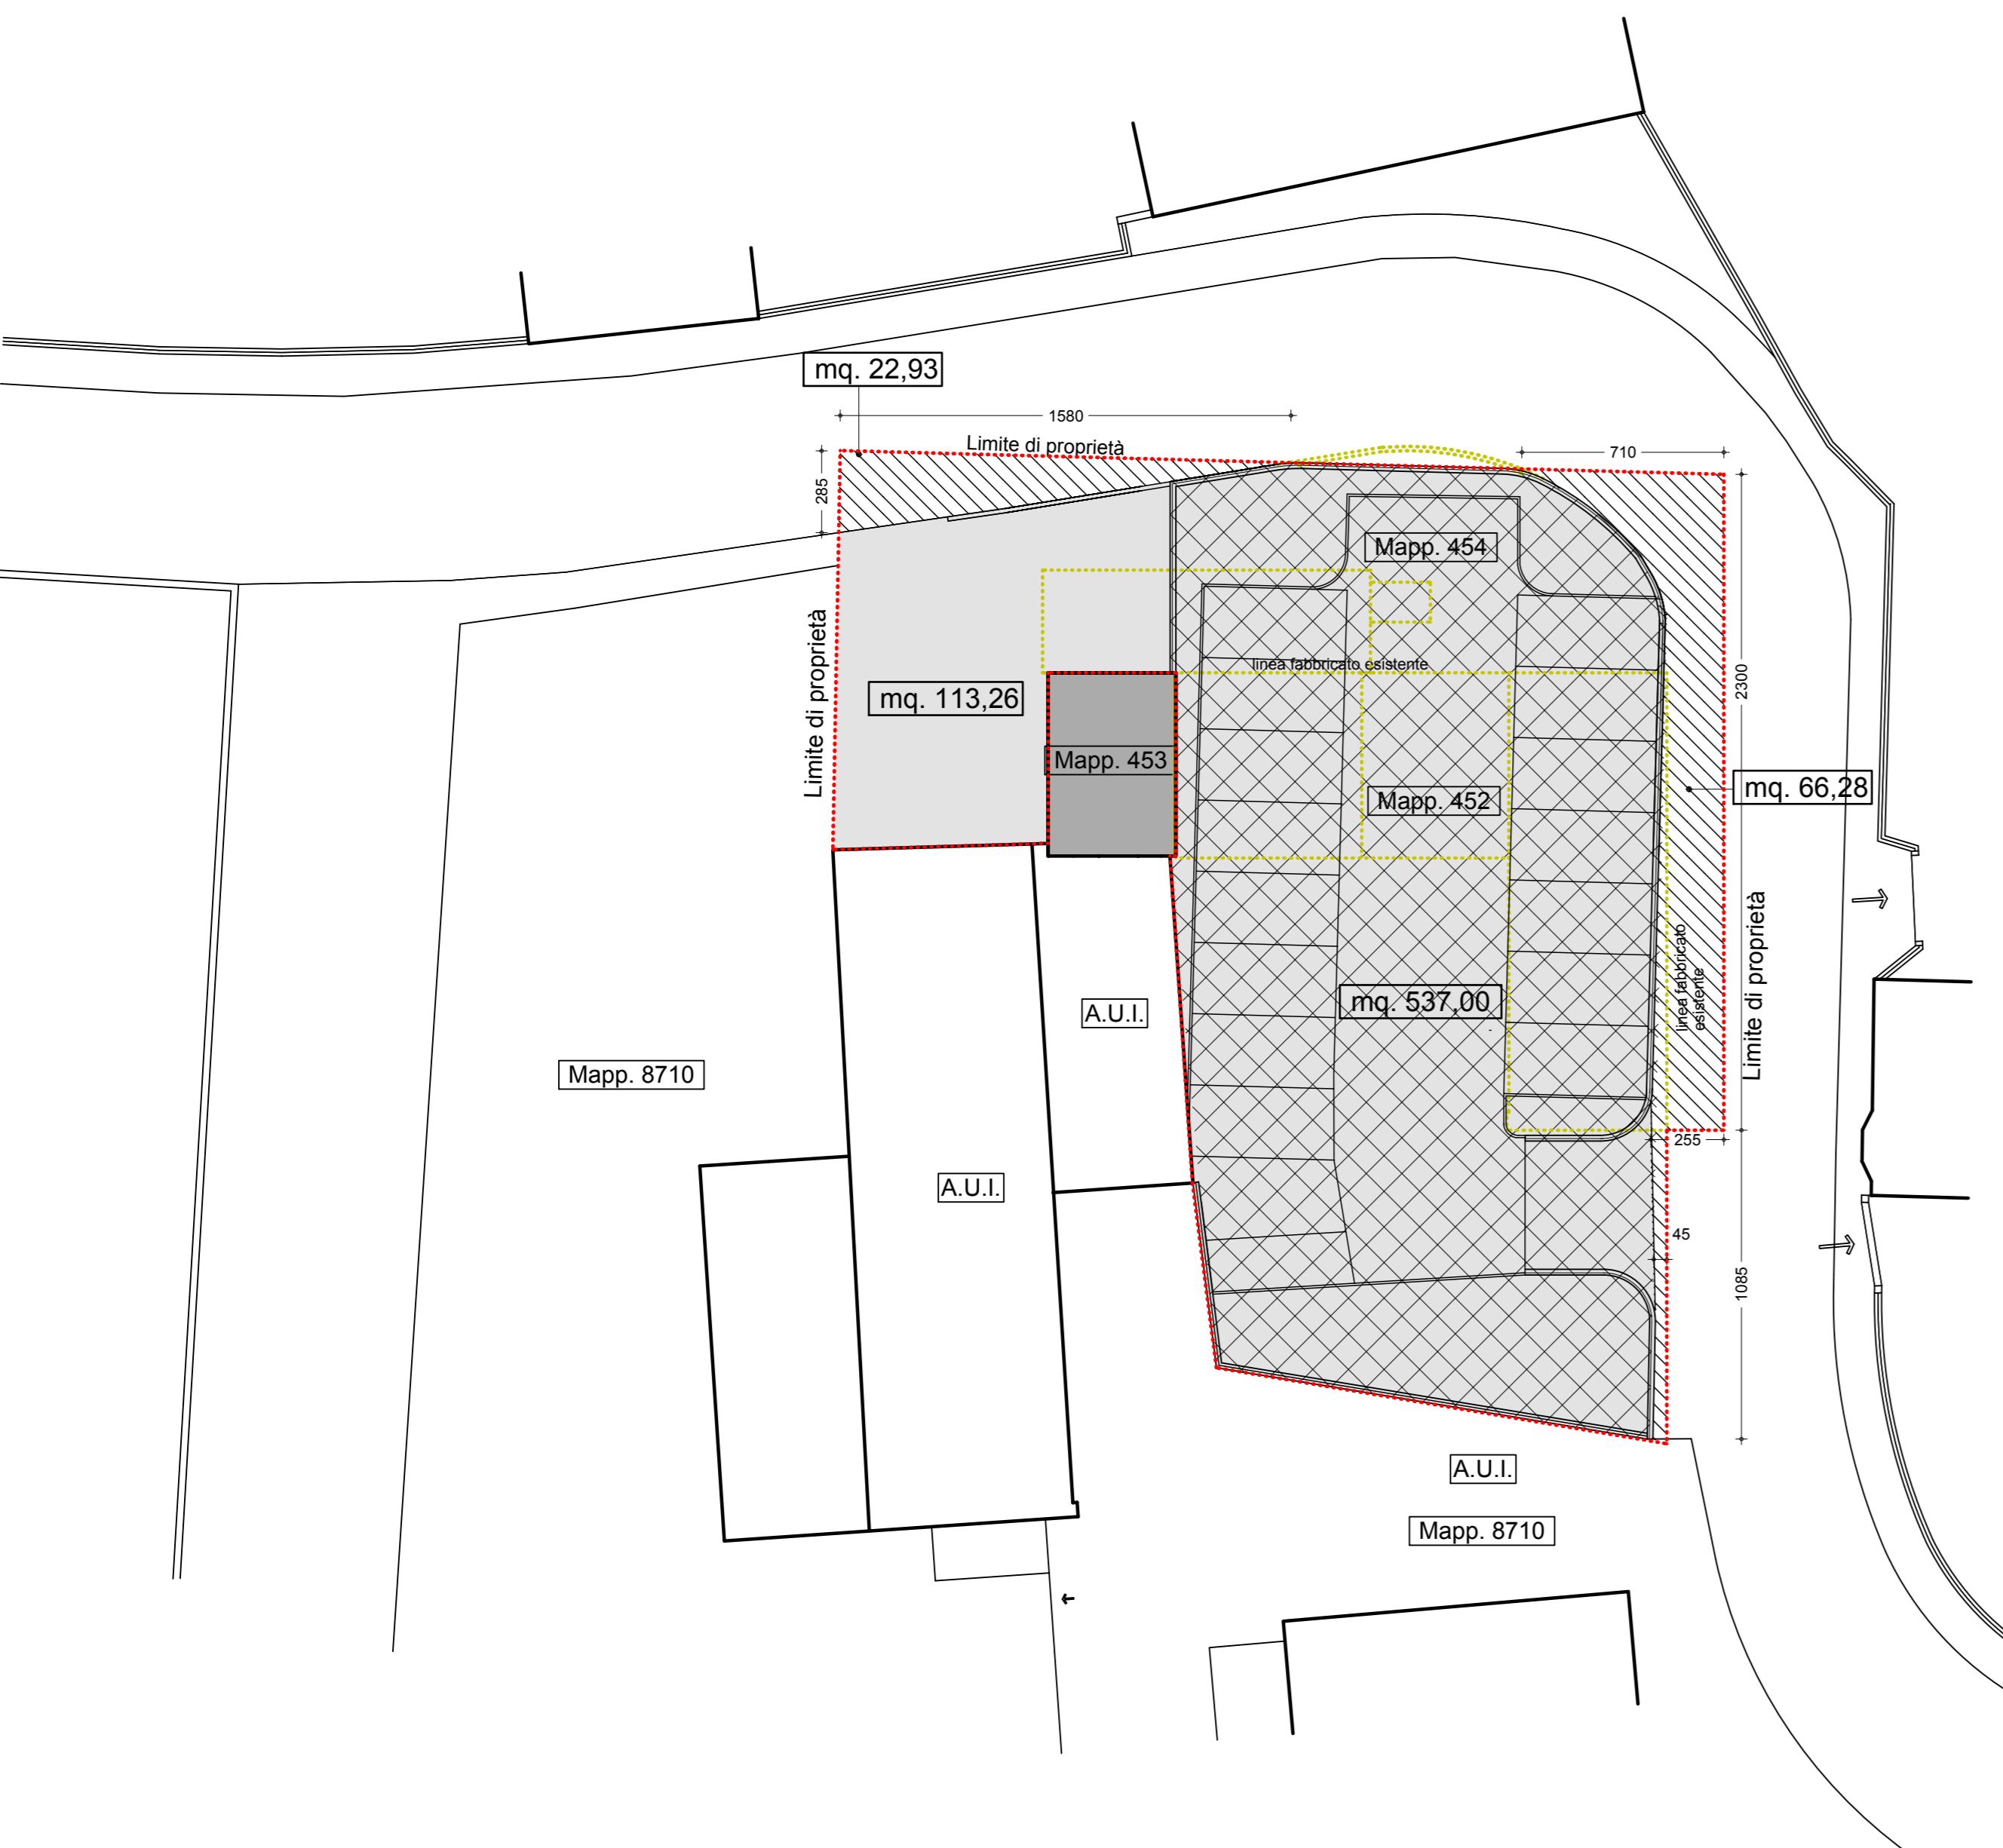 mq. 22,93
1580
Limite di proprietà
710
285
Mapp. 454
Limite di proprietà
linea fabbricato esistente
2300
mq. 113,26
Mapp. 453
Mapp. 452
mq. 66,28
linea fabbricato
esistente
Limite di proprietà
mq. 537,00
A.U.I.
Mapp. 8710
255
A.U.I.
45
1085
A.U.I.
Mapp. 8710